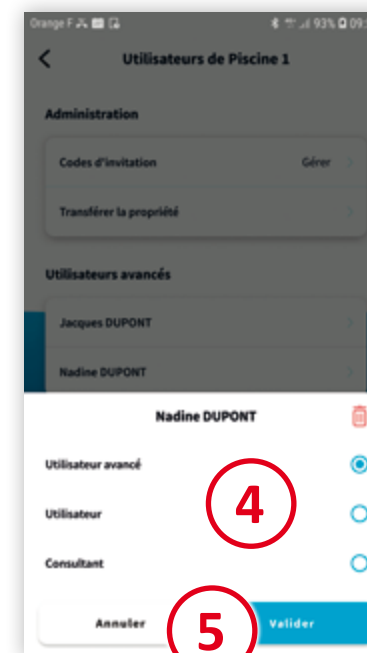 Orange F 93% 09:
Utilisateurs de Piscine 1
Administration
Codes d'invitation Gérer
Transférer la propriété
Utilisateurs avancés
Jacques DUPONT
Nadine DUPONT
Nadine DUPONT
Utilisateur avancé
Utilisateur
4
Consultant
Annuler 5 Valider